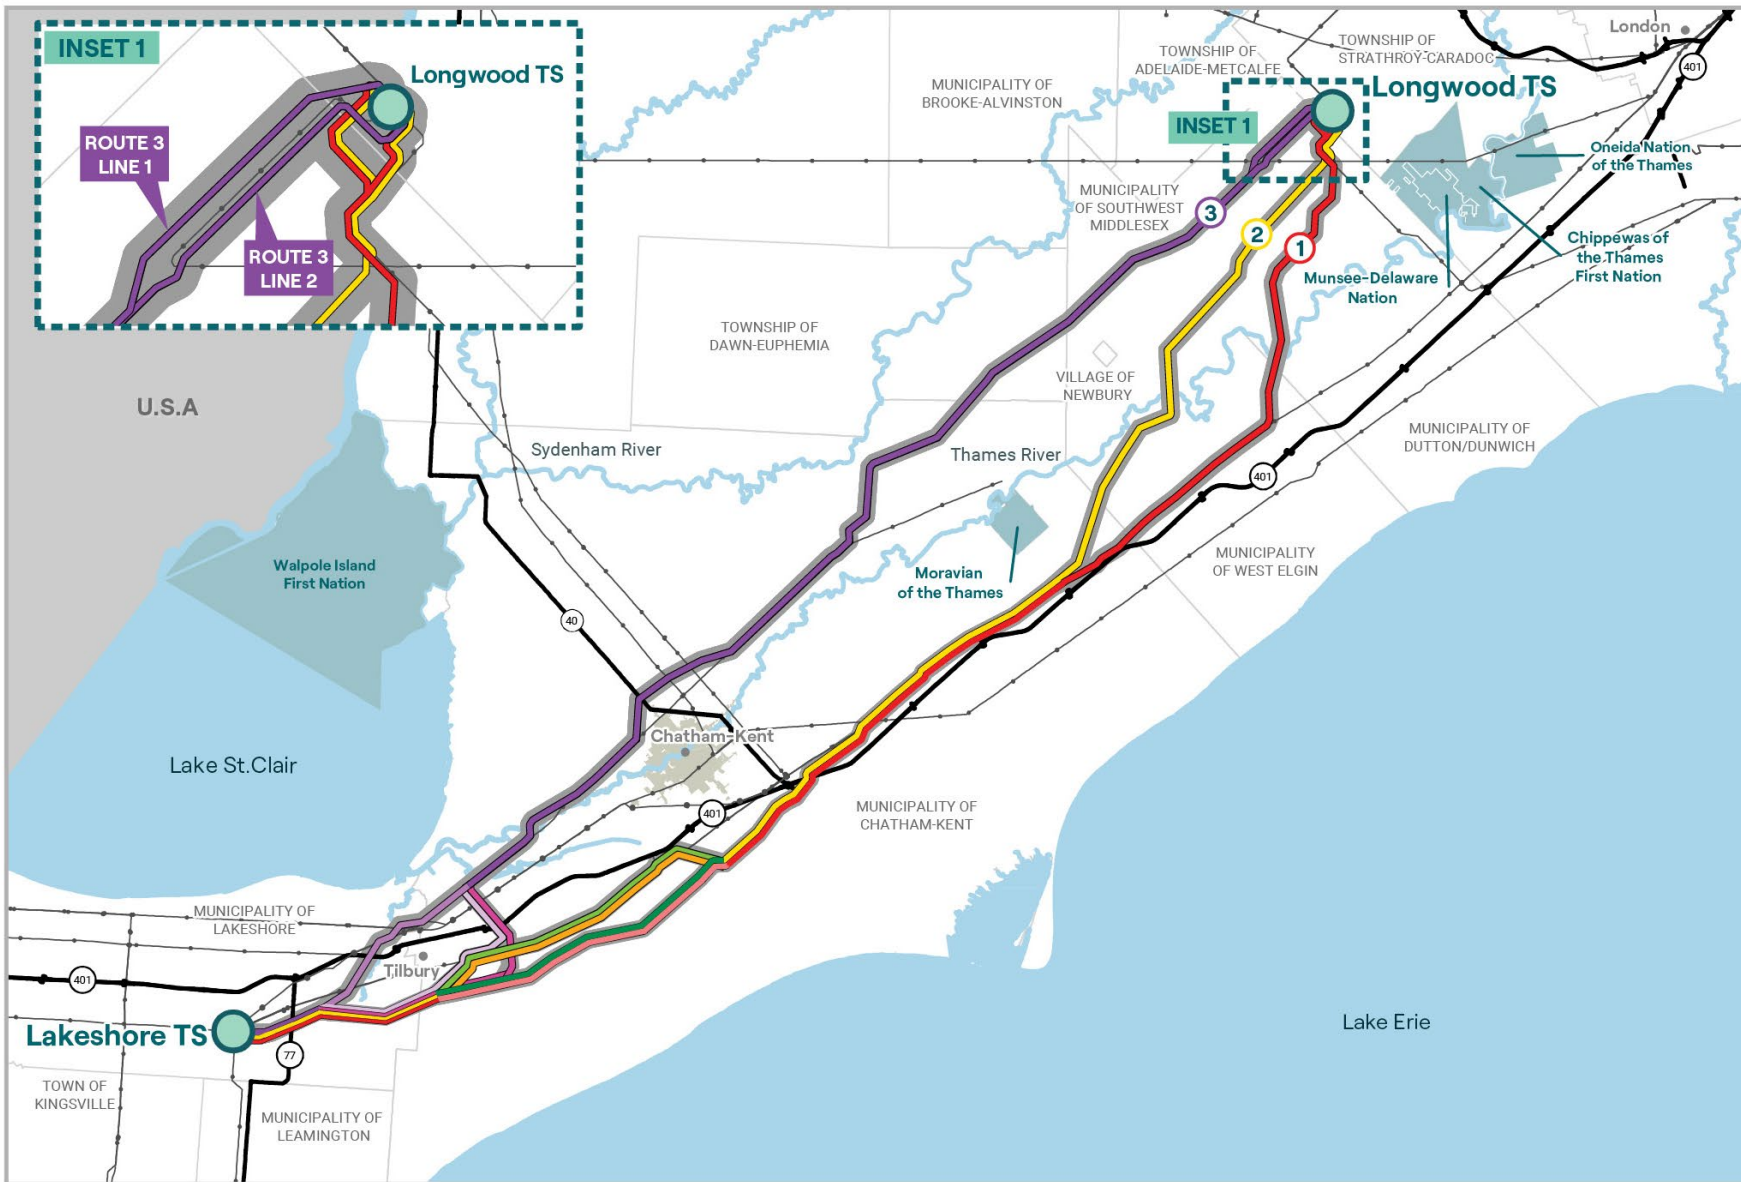 INSET 1
Longwood TS
ROUTE 3
LINE 1
ROUTE 3
LINE 2
London
401
TOWNSHIP OF
STRATHROY-CARADOC
TOWNSHIP OF
ADELAIDE-METCALFE
MUNICIPALITY OF
BROOKE-ALVINSTON
Longwood TS
INSET 1
Oneida Nation
of the Thames
MUNICIPALITY
OF SOUTHWEST
MIDDLESEX
3
2
1
Chippewas of
the Thames
First Nation
Munsee-Delaware
Nation
TOWNSHIP OF
DAWN-EUPHEMIA
VILLAGE OF
NEWBURY
U.S.A
MUNICIPALITY OF
DUTTON/DUNWICH
Sydenham River
Thames River
401
Walpole Island
First Nation
Moravian
of the Thames
MUNICIPALITY
OF WEST ELGIN
40
Chatham-Kent
Lake St.Clair
401
MUNICIPALITY OF
CHATHAM-KENT
MUNICIPALITY OF
LAKESHORE
Tilbury
401
Lakeshore TS
Lake Erie
77
TOWN OF
KINGSVILLE
MUNICIPALITY OF
LEAMINGTON